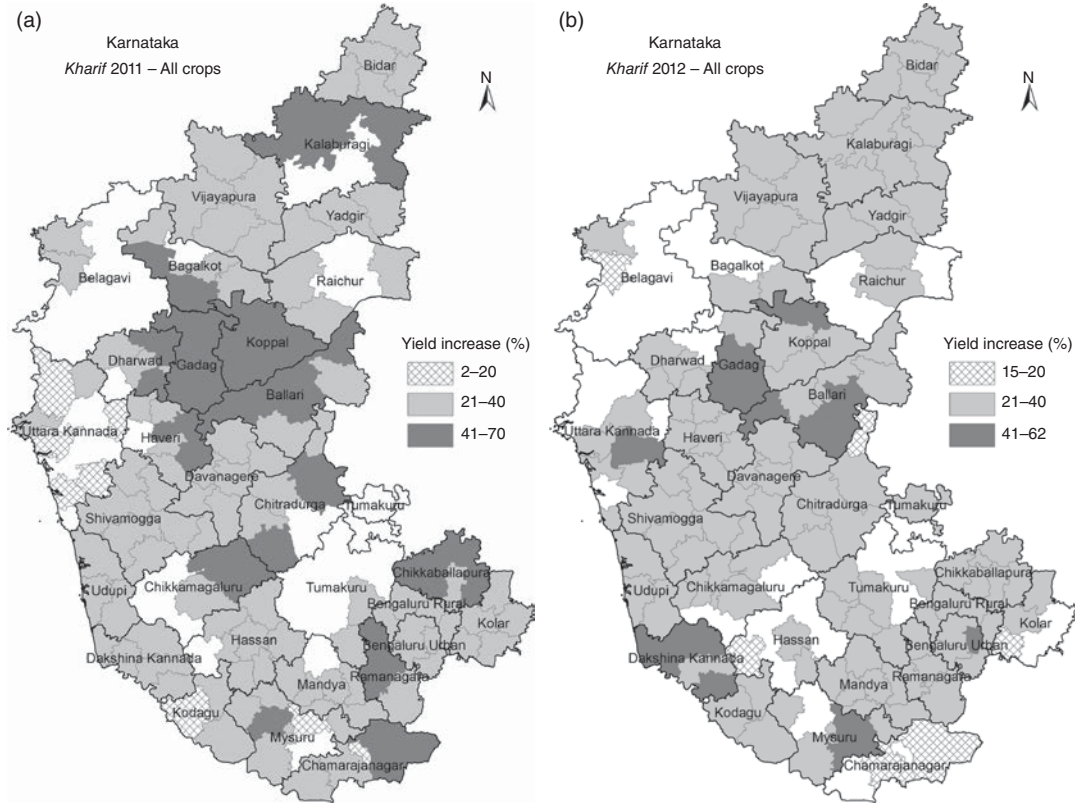 (a)
Karnataka
Kharif 2011 – All crops
N
Bidar
Kalaburagi
Vijayapura
Yadgir
Belagavi
Bagalkot
Raichur
Koppal
Dharwad
Gadag
Ballari
Uttara Kannada
Haveri
Davanagere
Chitradurga
Tumakuru
Shivamogga
Chikkaballapura
Udupi
Chikkamagaluru
Tumakuru
Bengaluru Rural
Kolar
Hassan
Bengaluru Urban
Dakshina Kannada
Ramanagara
Mandya
Kodagu
Mysuru
Chamarajanagar
Yield increase (%)
2–20
21–40
41–70
(b)
Karnataka
Kharif 2012 – All crops
N
Bidar
Kalaburagi
Vijayapura
Yadgir
Belagavi
Bagalkot
Raichur
Koppal
Dharwad
Gadag
Ballari
Uttara Kannada
Haveri
Davanagere
Chitradurga
Tumakuru
Shivamogga
Chikkaballapura
Udupi
Chikkamagaluru
Tumakuru
Bengaluru Rural
Kolar
Hassan
Bengaluru Urban
Dakshina Kannada
Ramanagara
Mandya
Kodagu
Mysuru
Chamarajanagar
Yield increase (%)
15–20
21–40
41–62